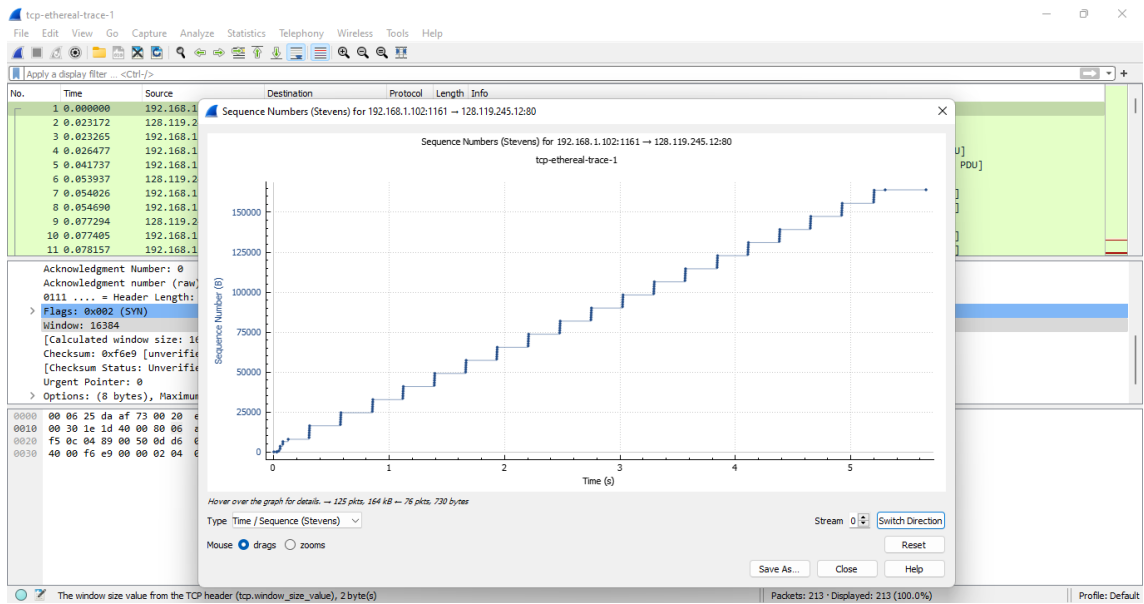 tcp-ethereal-trace-1
File Edit View Go Capture Analyze Statistics Telephony Wireless Tools Help
Apply a display filter ... <Ctrl-/>
No. Time Source Destination Protocol Length Info
1 0.000000 192.168.1
2 0.023172 128.119.2
3 0.023265 192.168.1
4 0.026477 192.168.1 U]
5 0.041737 192.168.1 PDU]
6 0.053937 128.119.2
7 0.054026 192.168.1 ]
8 0.054690 192.168.1 ]
9 0.077294 128.119.2
10 0.077405 192.168.1 ]
11 0.078157 192.168.1 ]
Sequence Numbers (Stevens) for 192.168.1.102:1161 → 128.119.245.12:80
Sequence Numbers (Stevens) for 192.168.1.102:1161 → 128.119.245.12:80
tcp-ethereal-trace-1
Sequence Number (B)
150000
125000
100000
75000
50000
25000
0
0 1 2 3 4 5
Time (s)
Hover over the graph for details. → 125 pkts, 164 kB ← 76 pkts, 730 bytes
Type Time / Sequence (Stevens) Stream 0 Switch Direction
Mouse drags zooms Reset
Save As... Close Help
Acknowledgment Number: 0
Acknowledgment number (raw)
0111 .... = Header Length:
Flags: 0x002 (SYN)
Window: 16384
[Calculated window size: 16
Checksum: 0xf6e9 [unverifie
[Checksum Status: Unverifie
Urgent Pointer: 0
Options: (8 bytes), Maximum
0000 00 06 25 da af 73 00 20
0010 00 30 1e 1d 40 00 80 06
0020 f5 0c 04 89 00 50 0d d6
0030 40 00 f6 e9 00 00 02 04
The window size value from the TCP header (tcp.window_size_value), 2 byte(s) Packets: 213 · Displayed: 213 (100.0%) Profile: Default